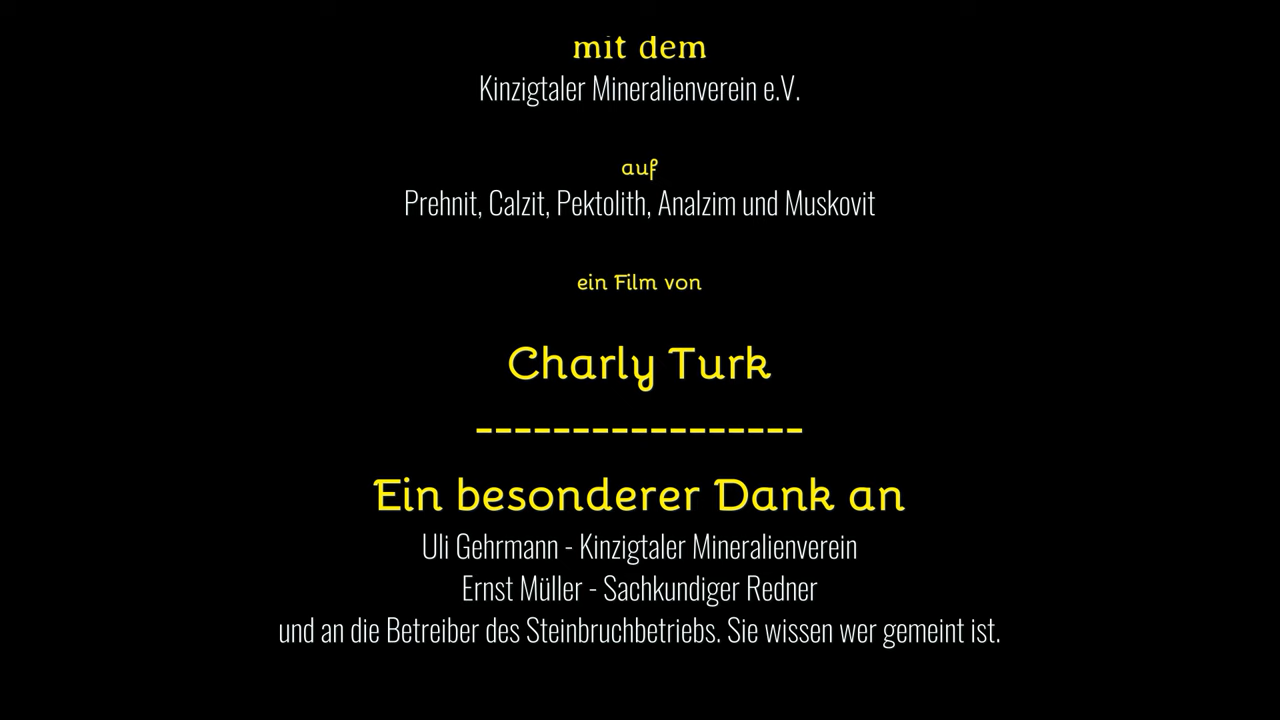 mit dem
Kinzigtaler Mineralienverein e.V.
auf
Prehnit, Calzit, Pektolith, Analzim und Muskovit
ein Film von
Charly Turk
-----------------
Ein besonderer Dank an
Uli Gehrmann - Kinzigtaler Mineralienverein
Ernst Müller - Sachkundiger Redner
und an die Betreiber des Steinbruchbetriebs. Sie wissen wer gemeint ist.